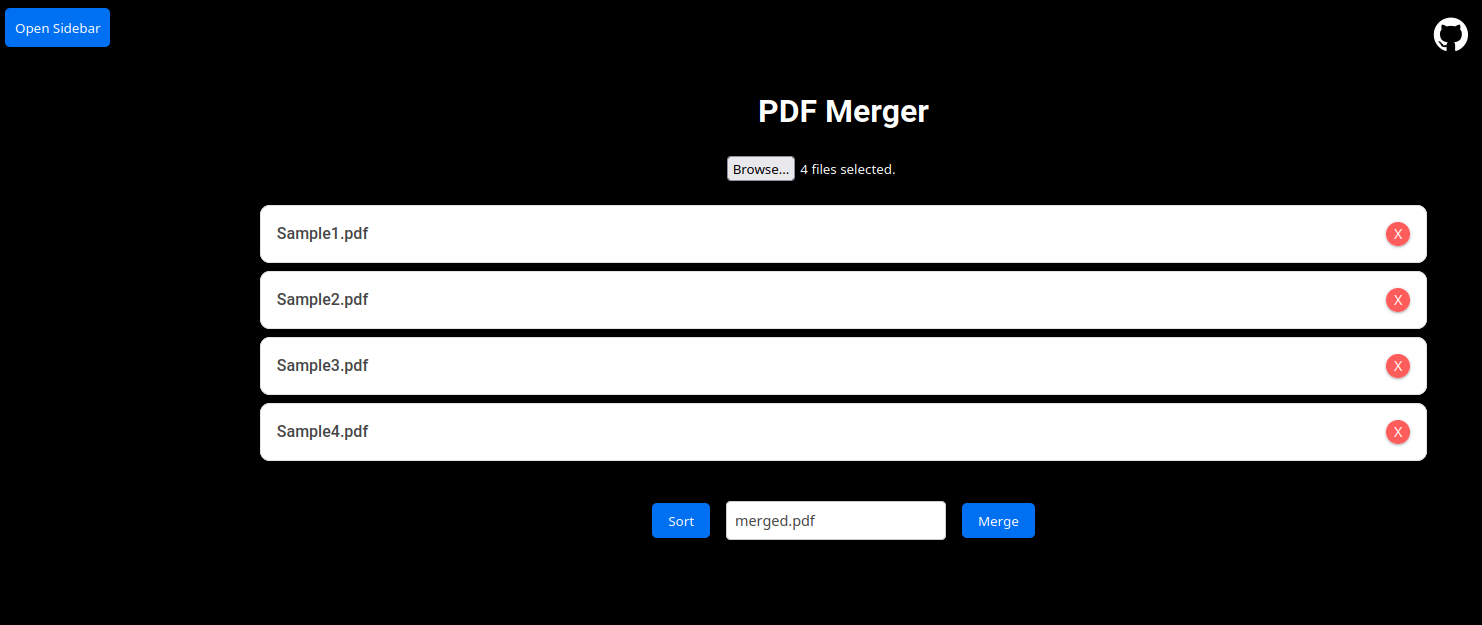 Open Sidebar
PDF Merger
Browse... 4 files selected.
Sample1.pdf X
Sample2.pdf X
Sample3.pdf X
Sample4.pdf X
Sort merged.pdf Merge